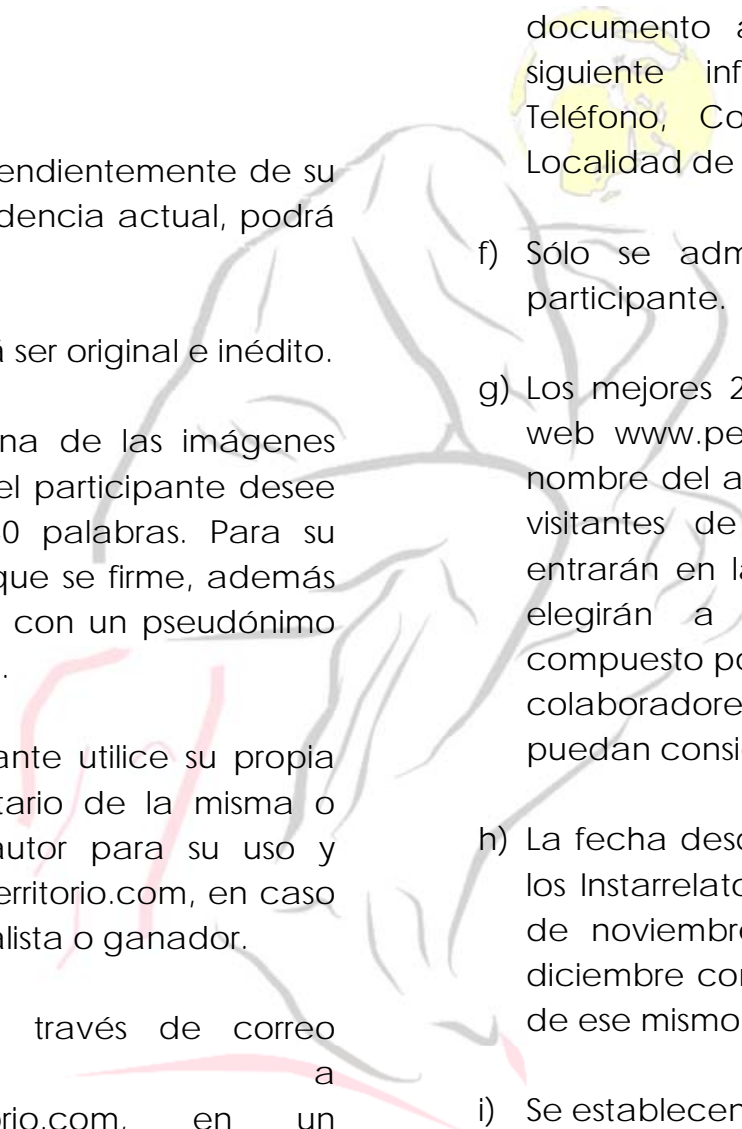 endientemente de su
dencia actual, podrá
ser original e inédito.
na de las imágenes
el participante desee
0 palabras. Para su
que se firme, además
con un pseudónimo
ante utilice su propia
tario de la misma o
autor para su uso y
erritorio.com, en caso
alista o ganador.
través de correo
a
orio.com, en un
documento a
siguiente inf
Teléfono, Co
Localidad de
f) Sólo se adm
participante.
g) Los mejores 2
web www.pe
nombre del a
visitantes de
entrarán en la
elegirán a
compuesto po
colaboradore
puedan consi
h) La fecha desd
los Instarrelato
de noviembre
diciembre con
de ese mismo
i) Se establecen